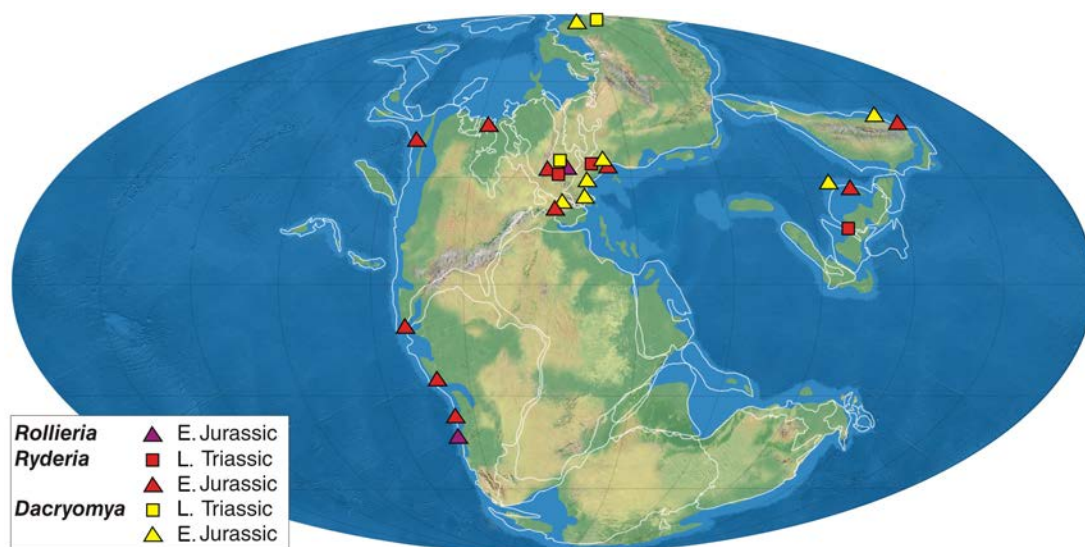 Rollieria E. Jurassic
Ryderia L. Triassic
E. Jurassic
Dacryomya L. Triassic
E. Jurassic